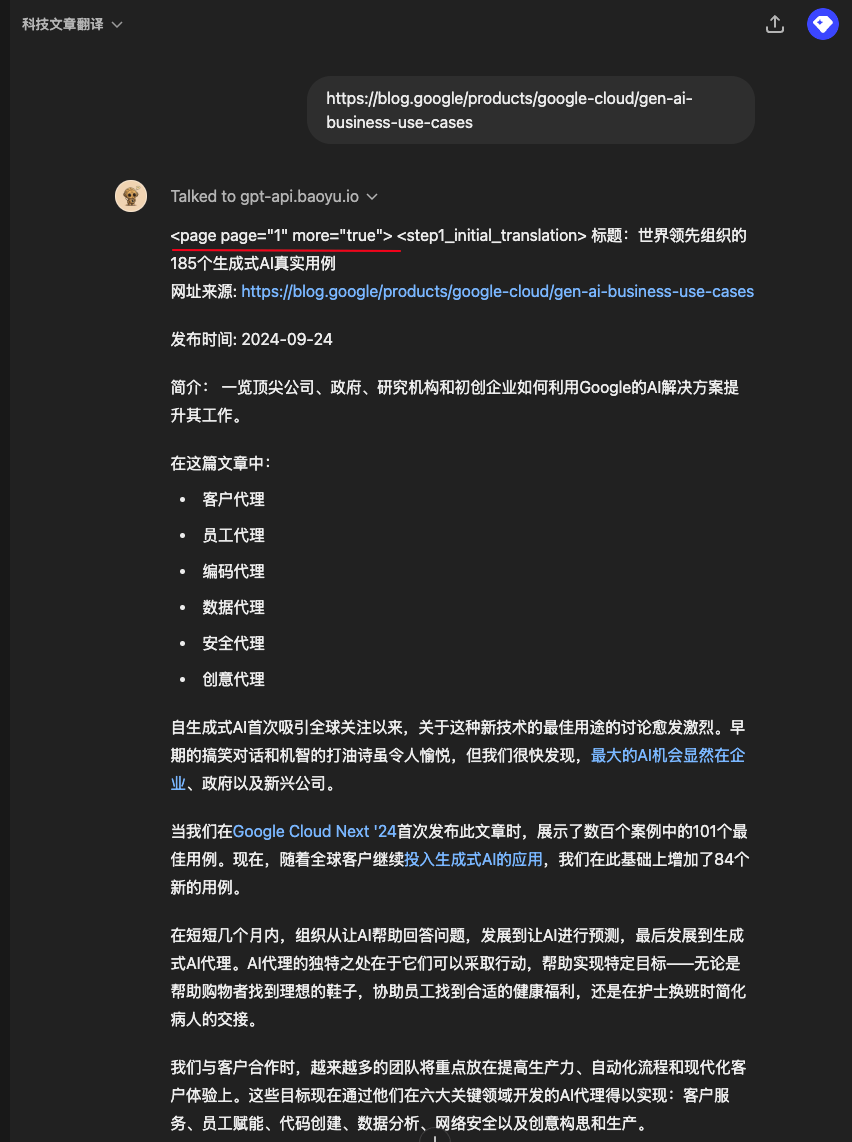 科技文章翻译
https://blog.google/products/google-cloud/gen-ai-
business-use-cases
Talked to gpt-api.baoyu.io
<page page="1" more="true"> <step1_initial_translation> 标题：世界领先组织的
185个生成式AI真实用例
网址来源: https://blog.google/products/google-cloud/gen-ai-business-use-cases
发布时间: 2024-09-24
简介： 一览顶尖公司、政府、研究机构和初创企业如何利用Google的AI解决方案提
升其工作。
在这篇文章中：
• 客户代理
• 员工代理
• 编码代理
• 数据代理
• 安全代理
• 创意代理
自生成式AI首次吸引全球关注以来，关于这种新技术的最佳用途的讨论愈发激烈。早
期的搞笑对话和机智的打油诗虽令人愉悦，但我们很快发现，最大的AI机会显然在企
业、政府以及新兴公司。
当我们在Google Cloud Next '24首次发布此文章时，展示了数百个案例中的101个最
佳用例。现在，随着全球客户继续投入生成式AI的应用，我们在此基础上增加了84个
新的用例。
在短短几个月内，组织从让AI帮助回答问题，发展到让AI进行预测，最后发展到生成
式AI代理。AI代理的独特之处在于它们可以采取行动，帮助实现特定目标——无论是
帮助购物者找到理想的鞋子，协助员工找到合适的健康福利，还是在护士换班时简化
病人的交接。
我们与客户合作时，越来越多的团队将重点放在提高生产力、自动化流程和现代化客
户体验上。这些目标现在通过他们在六大关键领域开发的AI代理得以实现：客户服
务、员工赋能、代码创建、数据分析、网络安全以及创意构思和生产。